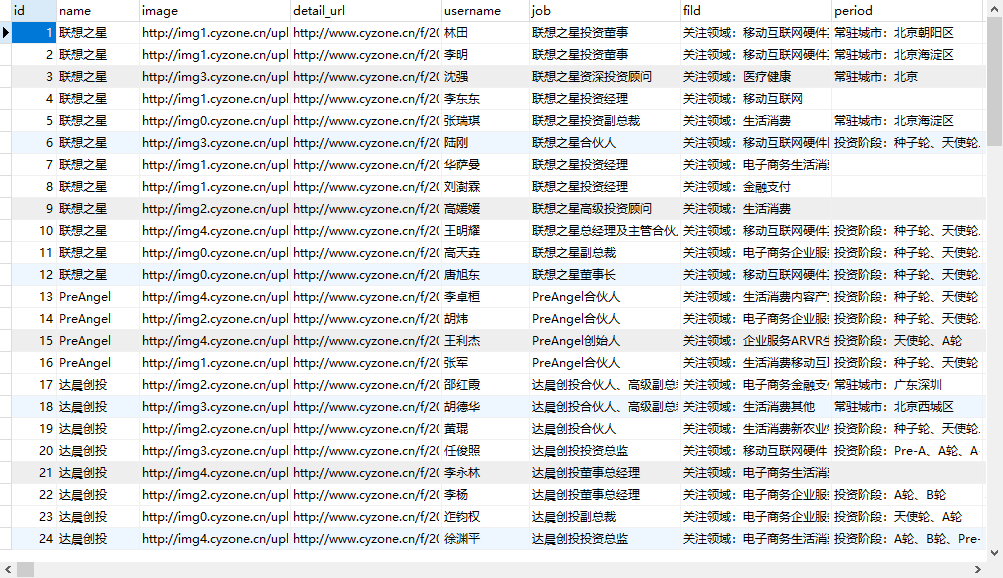 id name image detail_url username job fild period
1 联想之星 http://img1.cyzone.cn/upl http://www.cyzone.cn/f/20 林田 联想之星投资董事 关注领域：移动互联网硬件 常驻城市：北京朝阳区
2 联想之星 http://img1.cyzone.cn/upl http://www.cyzone.cn/f/20 李明 联想之星投资董事 关注领域：移动互联网硬件 常驻城市：北京海淀区
3 联想之星 http://img3.cyzone.cn/upl http://www.cyzone.cn/f/20 沈强 联想之星资深投资顾问 关注领域：医疗健康 常驻城市：北京
4 联想之星 http://img1.cyzone.cn/upl http://www.cyzone.cn/f/20 李东东 联想之星投资经理 关注领域：移动互联网
5 联想之星 http://img0.cyzone.cn/upl http://www.cyzone.cn/f/20 张瑞琪 联想之星投资副总裁 关注领域：生活消费 常驻城市：北京海淀区
6 联想之星 http://img3.cyzone.cn/upl http://www.cyzone.cn/f/20 陆刚 联想之星合伙人 关注领域：移动互联网硬件 投资阶段：种子轮、天使轮
7 联想之星 http://img1.cyzone.cn/upl http://www.cyzone.cn/f/20 华萨曼 联想之星投资经理 关注领域：电子商务生活消
8 联想之星 http://img1.cyzone.cn/upl http://www.cyzone.cn/f/20 刘澍霖 联想之星投资经理 关注领域：金融支付
9 联想之星 http://img2.cyzone.cn/upl http://www.cyzone.cn/f/20 高媛媛 联想之星高级投资顾问 关注领域：生活消费
10 联想之星 http://img4.cyzone.cn/upl http://www.cyzone.cn/f/20 王明耀 联想之星总经理及主管合伙 关注领域：移动互联网硬件 投资阶段：种子轮、天使轮
11 联想之星 http://img0.cyzone.cn/upl http://www.cyzone.cn/f/20 高天垚 联想之星副总裁 关注领域：电子商务企业服 投资阶段：种子轮、天使轮
12 联想之星 http://img0.cyzone.cn/upl http://www.cyzone.cn/f/20 唐旭东 联想之星董事长 关注领域：移动互联网硬件 投资阶段：种子轮、天使轮
13 PreAngel http://img4.cyzone.cn/upl http://www.cyzone.cn/f/20 李卓桓 PreAngel合伙人 关注领域：生活消费内容产 投资阶段：种子轮、天使轮
14 PreAngel http://img2.cyzone.cn/upl http://www.cyzone.cn/f/20 胡炜 PreAngel合伙人 关注领域：电子商务企业服 投资阶段：种子轮、天使轮
15 PreAngel http://img4.cyzone.cn/upl http://www.cyzone.cn/f/20 王利杰 PreAngel创始人 关注领域：企业服务ARVR 投资阶段：天使轮、A轮
16 PreAngel http://img1.cyzone.cn/upl http://www.cyzone.cn/f/20 张军 PreAngel合伙人 关注领域：生活消费移动互 投资阶段：种子轮、天使轮
17 达晨创投 http://img2.cyzone.cn/upl http://www.cyzone.cn/f/20 邵红霞 达晨创投合伙人、高级副总 关注领域：电子商务金融支 常驻城市：广东深圳
18 达晨创投 http://img3.cyzone.cn/upl http://www.cyzone.cn/f/20 胡德华 达晨创投合伙人、高级副总 关注领域：生活消费其他 常驻城市：北京西城区
19 达晨创投 http://img2.cyzone.cn/upl http://www.cyzone.cn/f/20 黄琨 达晨创投合伙人 关注领域：生活消费新农业 投资阶段：种子轮、天使轮
20 达晨创投 http://img3.cyzone.cn/upl http://www.cyzone.cn/f/20 任俊照 达晨创投投资总监 关注领域：移动互联网硬件 投资阶段：Pre-A、A轮、A
21 达晨创投 http://img4.cyzone.cn/upl http://www.cyzone.cn/f/20 李永林 达晨创投董事总经理 关注领域：电子商务生活消
22 达晨创投 http://img2.cyzone.cn/upl http://www.cyzone.cn/f/20 李杨 达晨创投董事总经理 关注领域：电子商务企业服 投资阶段：A轮、B轮
23 达晨创投 http://img0.cyzone.cn/upl http://www.cyzone.cn/f/20 迮钧权 达晨创投副总裁 关注领域：电子商务企业服 投资阶段：天使轮、A轮
24 达晨创投 http://img4.cyzone.cn/upl http://www.cyzone.cn/f/20 徐渊平 达晨创投投资总监 关注领域：电子商务生活消 投资阶段：A轮、B轮、Pre-